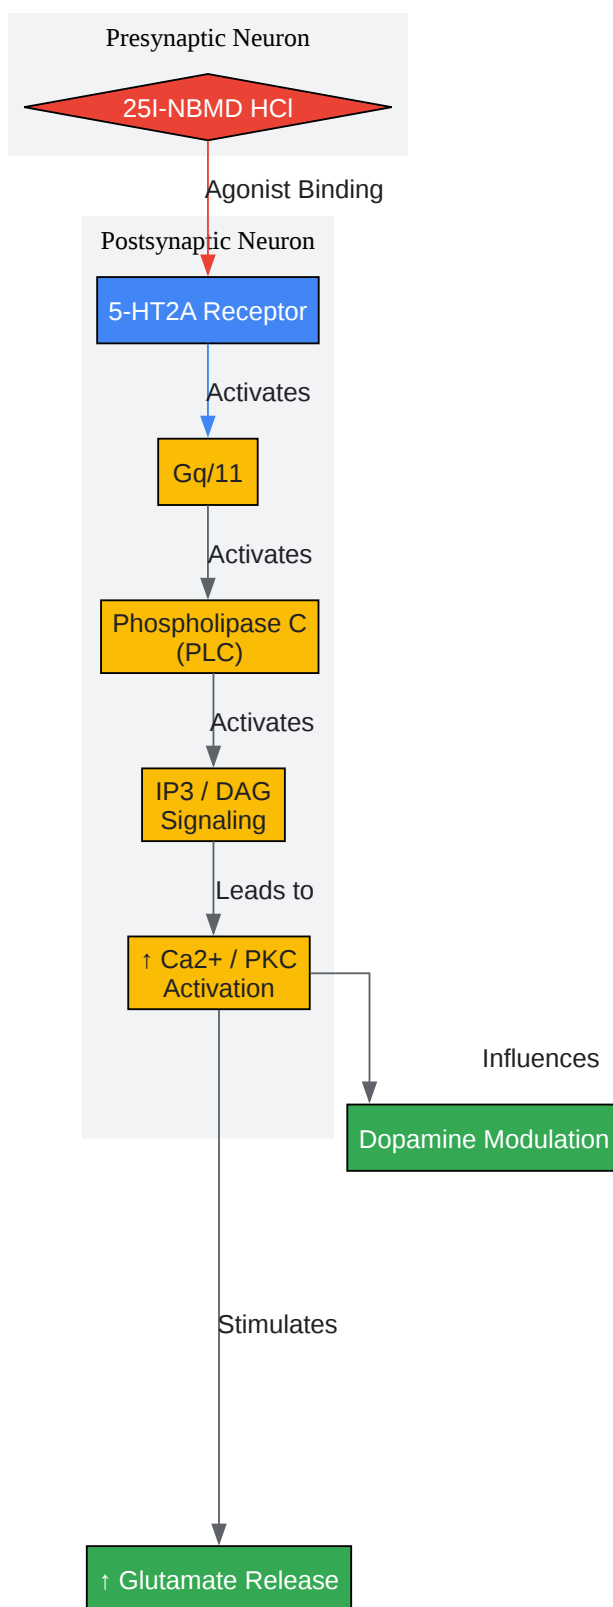 Presynaptic Neuron
25I-NBMD HCl
Agonist Binding
Postsynaptic Neuron
5-HT2A Receptor
Activates
Gq/11
Activates
Phospholipase C
(PLC)
Activates
IP3 / DAG
Signaling
Leads to
↑ Ca2+ / PKC
Activation
Influences
Dopamine Modulation
Stimulates
↑ Glutamate Release